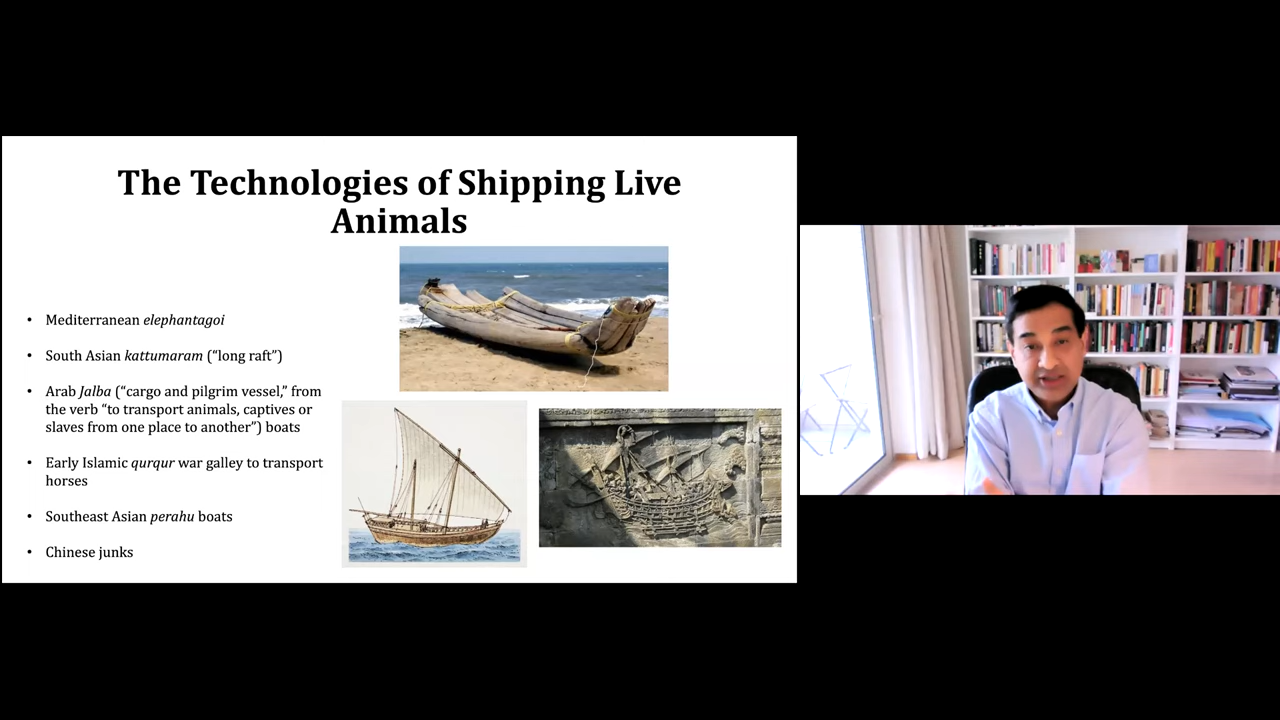 The Technologies of Shipping Live
Animals
• Mediterranean elephantagoi
• South Asian kattumaram (“long raft”)
• Arab Jalba (“cargo and pilgrim vessel,” from
the verb “to transport animals, captives or
slaves from one place to another”) boats
• Early Islamic qurqur war galley to transport
horses
• Southeast Asian perahu boats
• Chinese junks